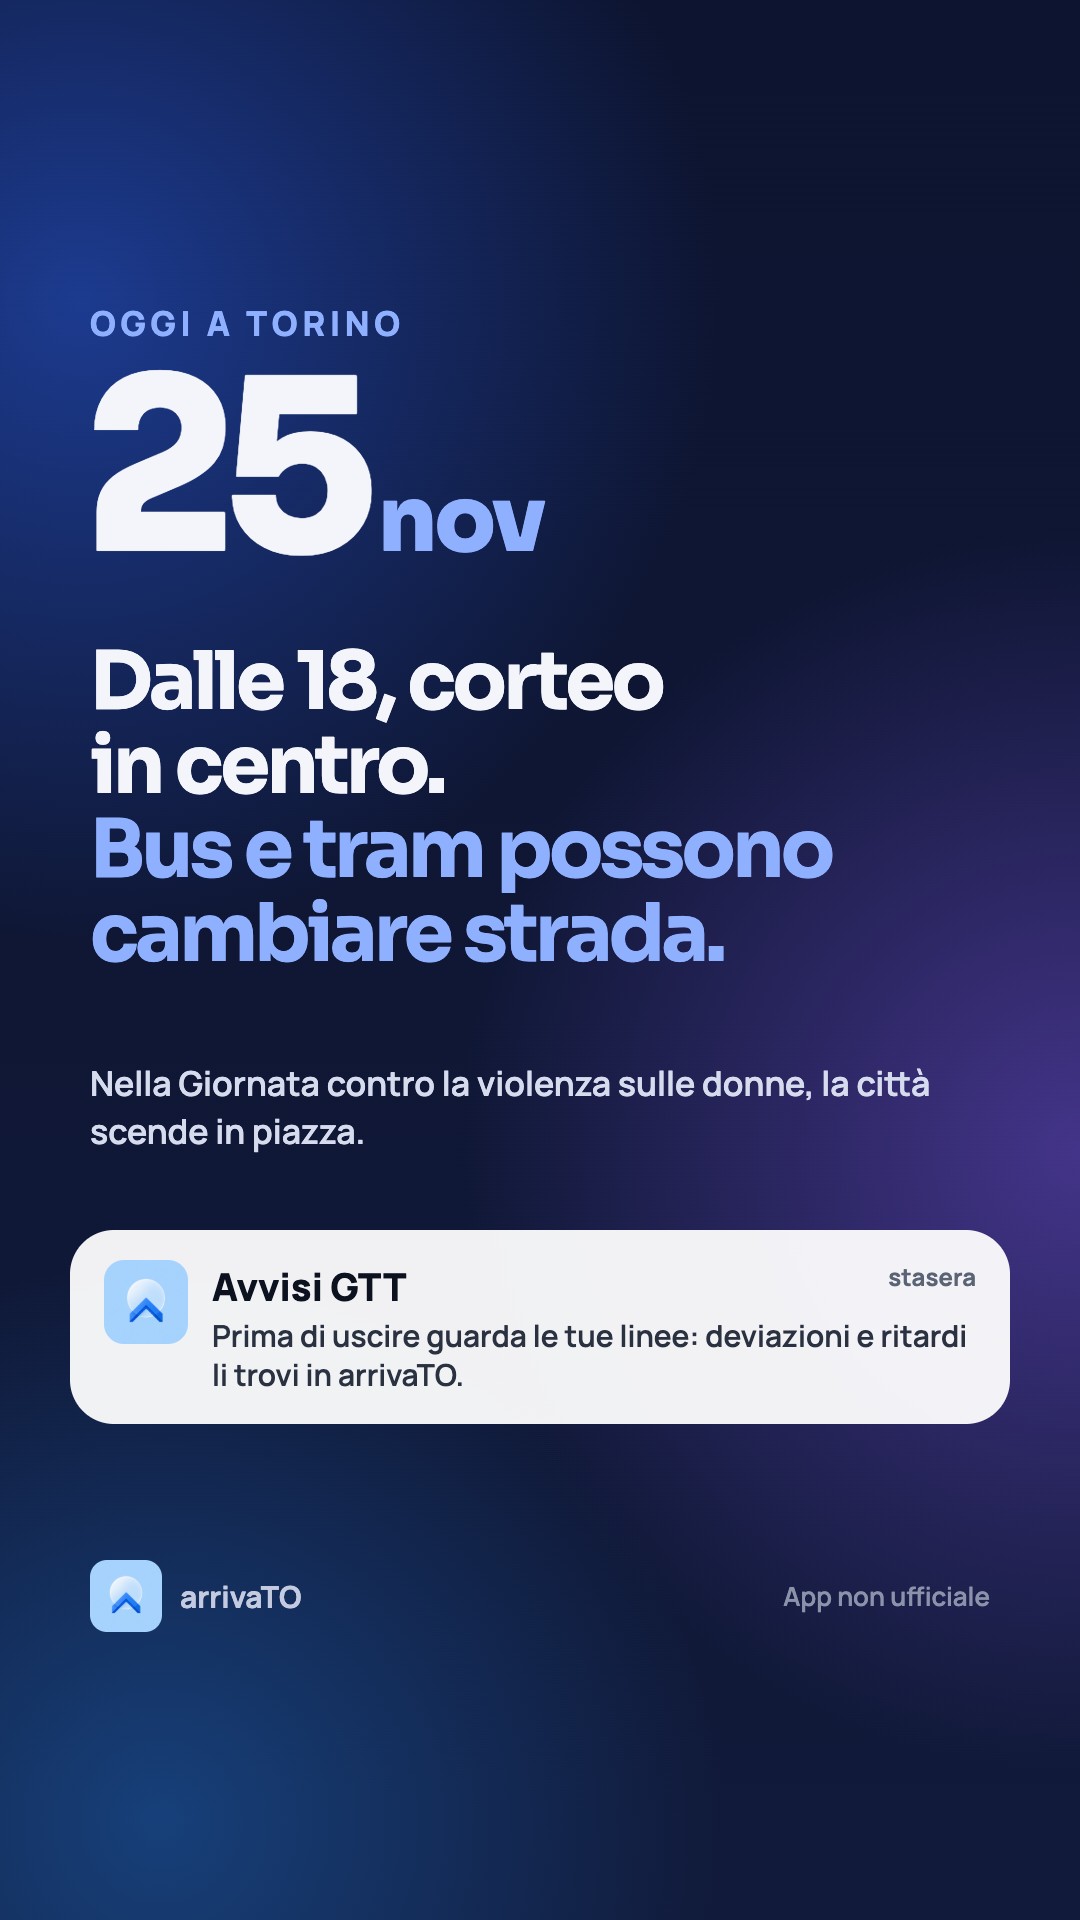 OGGI A TORINO
25 nov
Dalle 18, corteo
in centro.
Bus e tram possono
cambiare strada.
Nella Giornata contro la violenza sulle donne, la città
scende in piazza.
Avvisi GTT
stasera
Prima di uscire guarda le tue linee: deviazioni e ritardi
li trovi in arrivaTO.
arrivaTO
App non ufficiale